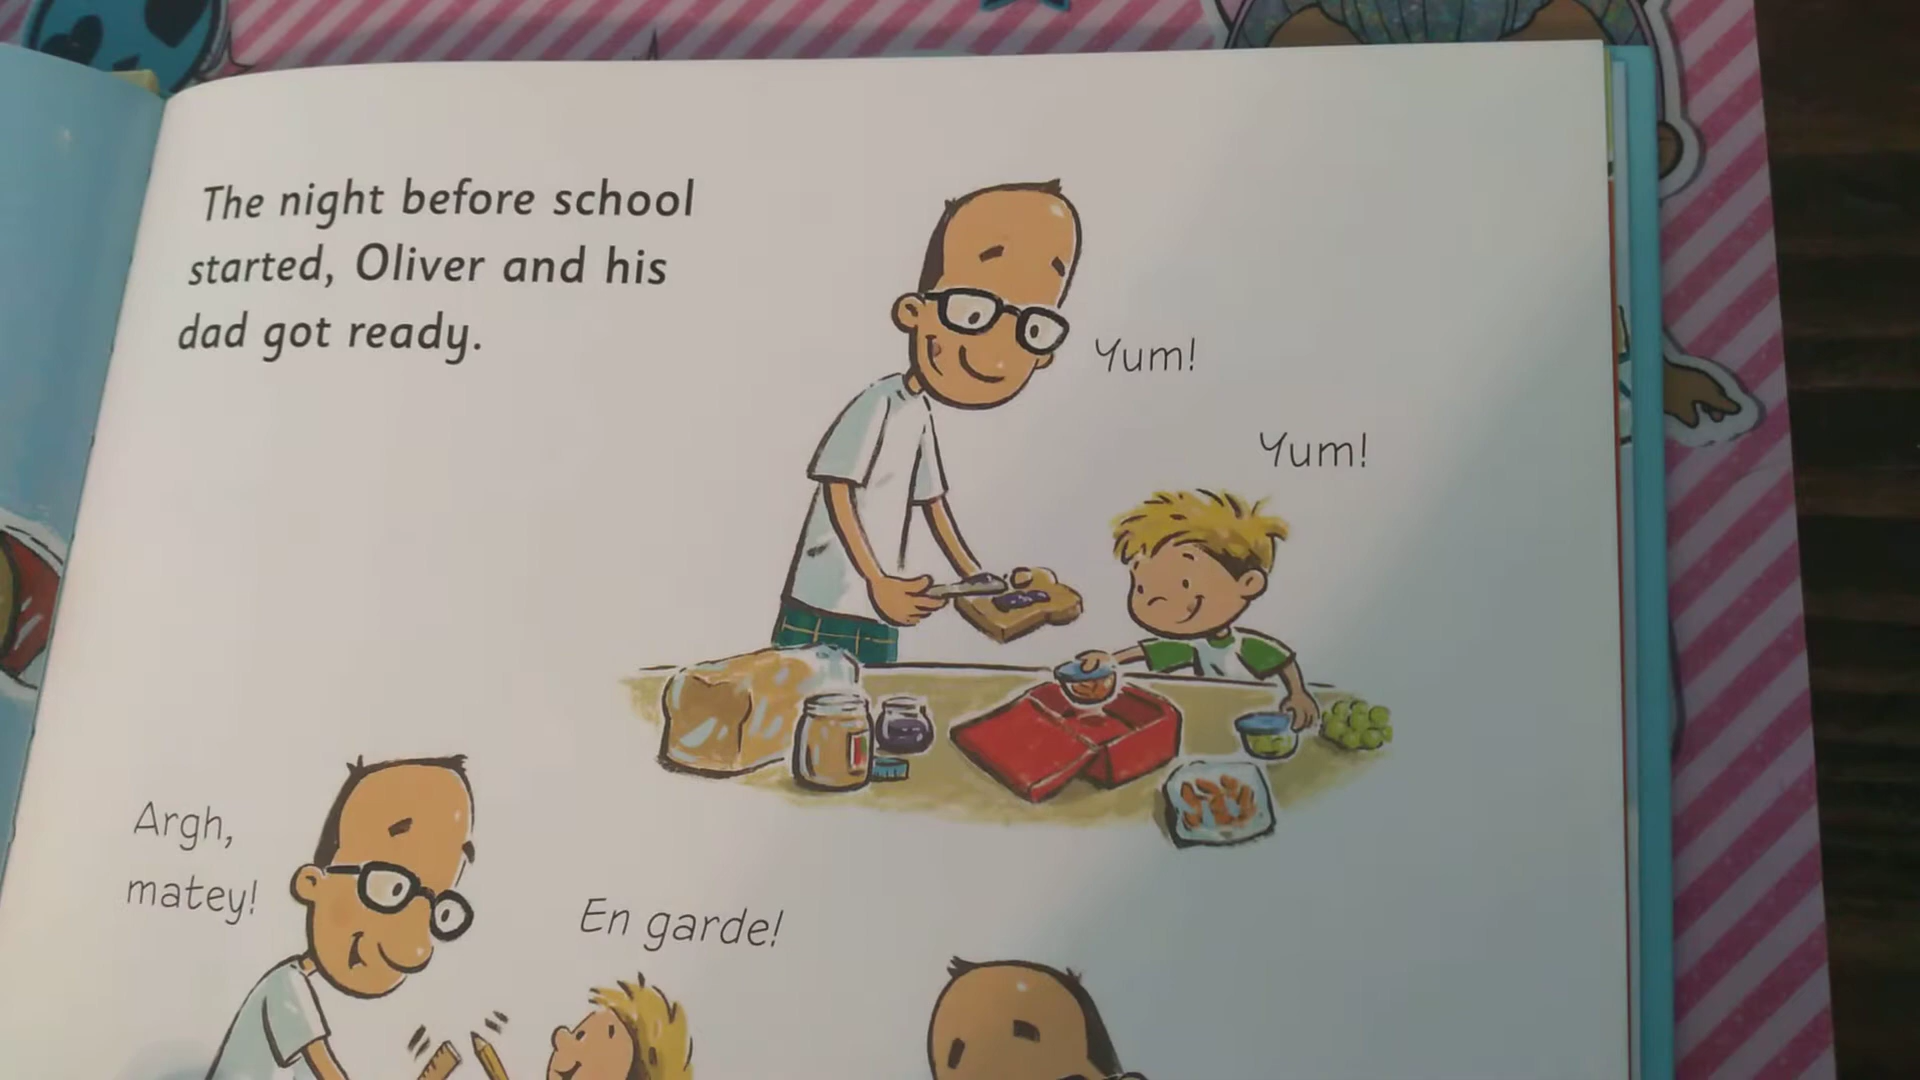 The night before school
started, Oliver and his
dad got ready.
Yum!
Yum!
Argh,
matey!
En garde!